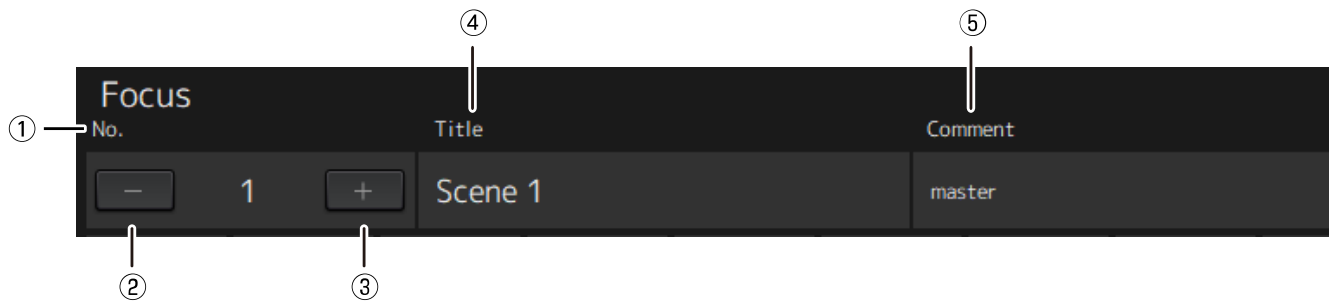 ④ ⑤
Focus
① No. Title Comment
− 1 + Scene 1 master
② ③